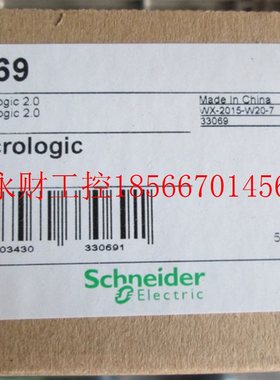 69
ogic 2.0
ogic 2.0
Made in China
WX-2015-W20-7
33069
crologic
永财工控18566701456
03430
330691
5
Schneider
Electric